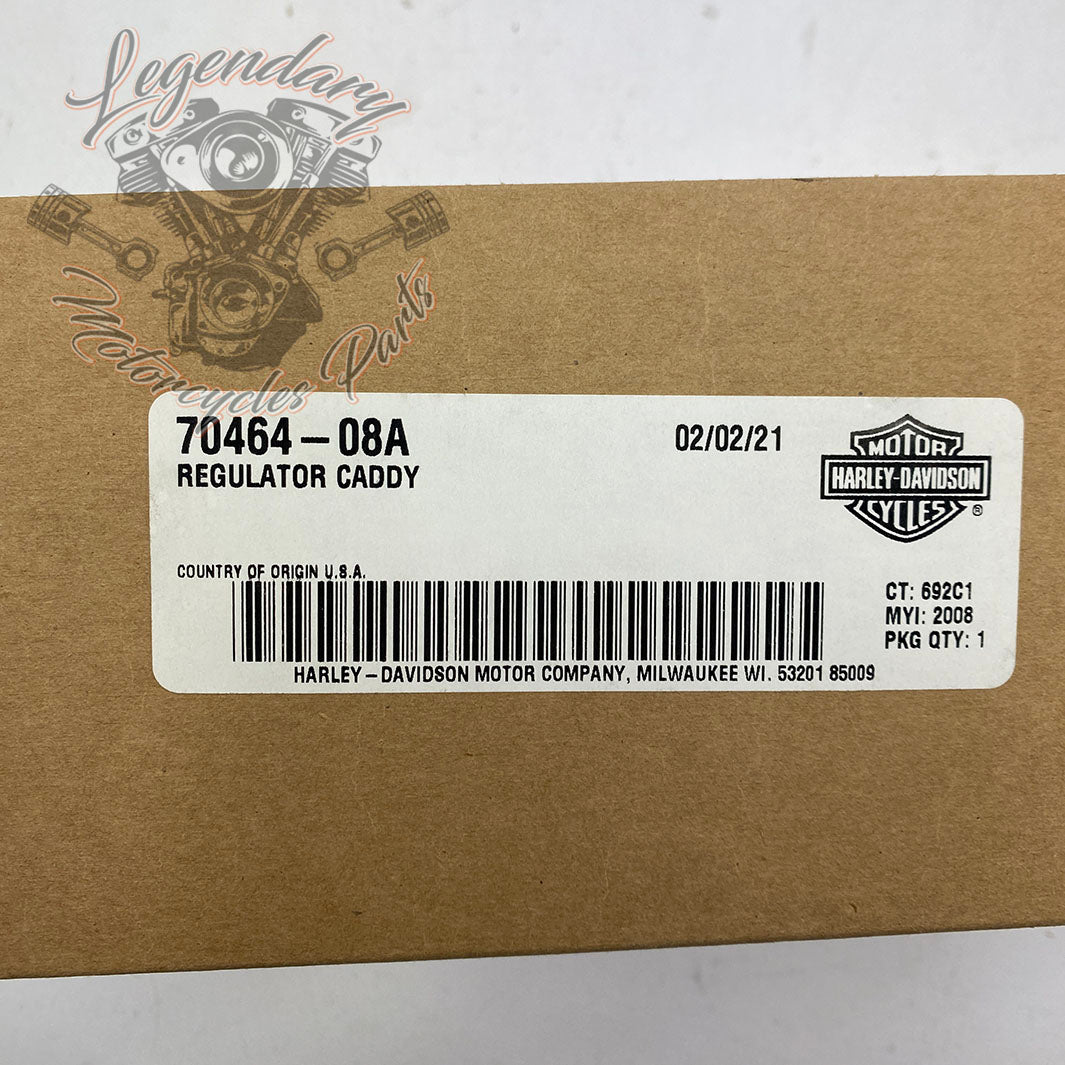 Legendary
Motorcycles Parts
70464-08A
02/02/21
REGULATOR CADDY
MOTOR
HARLEY-DAVIDSON
CYCLES
®
COUNTRY OF ORIGIN U.S.A.
CT: 692C1
MYI: 2008
PKG QTY: 1
HARLEY-DAVIDSON MOTOR COMPANY, MILWAUKEE WI. 53201 85009